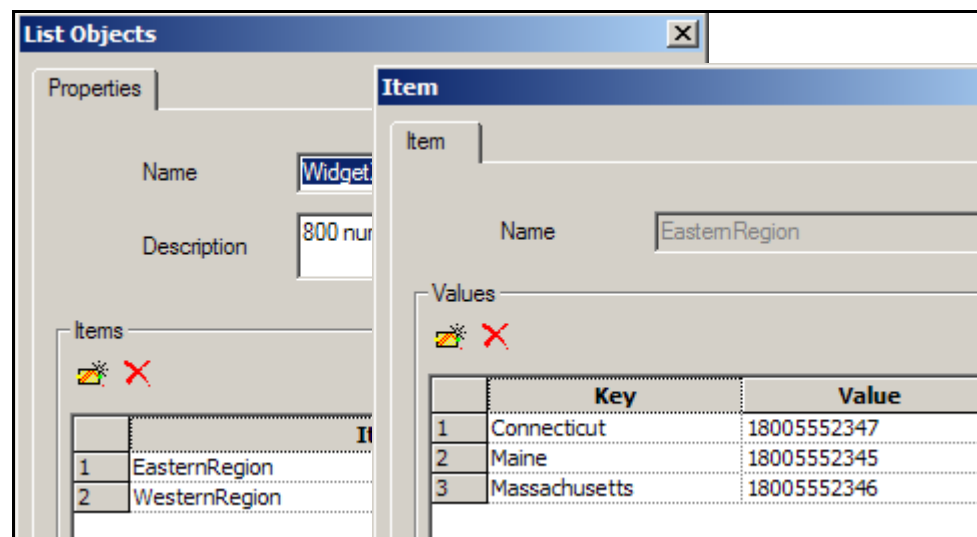 List Objects
Properties
Name
Description
800
Items
1 EasternRegion
2 WesternRegion
Item
Item
Name EasternRegion
Values
Key Value
1 Connecticut 18005552347
2 Maine 18005552345
3 Massachusetts 18005552346